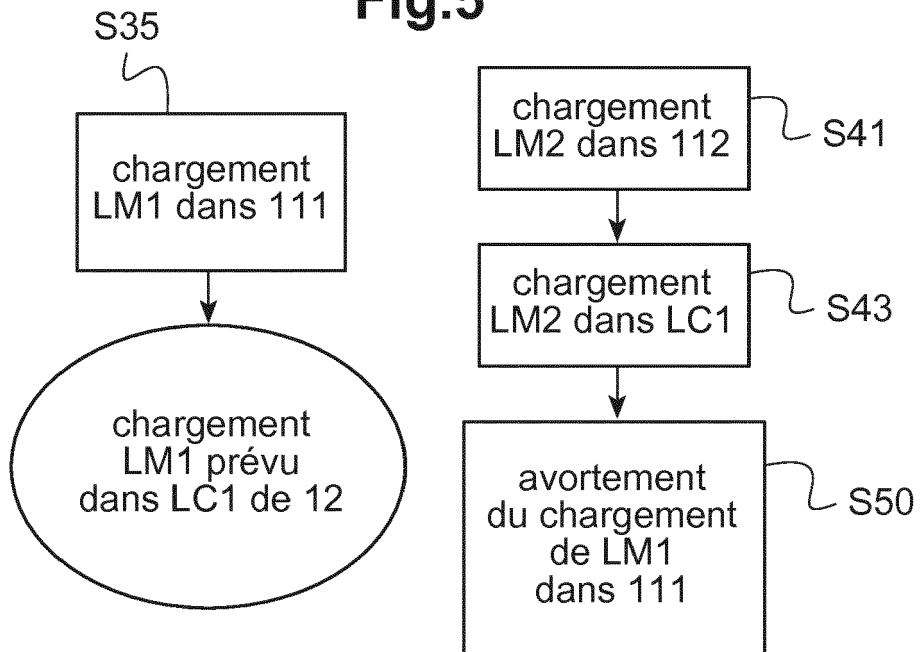 Fig.5
S35
chargement
LM1 dans 111
chargement
LM1 prévu
dans LC1 de 12
chargement
LM2 dans 112
S41
chargement
LM2 dans LC1
S43
avortement
du chargement
de LM1
dans 111
S50